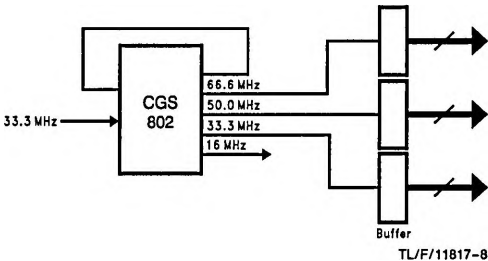 66.6 MHz
CGS
802
50.0 MHz
33.3 MHz
33.3 MHz
16 MHz
Buffer
TL/F/11817-8